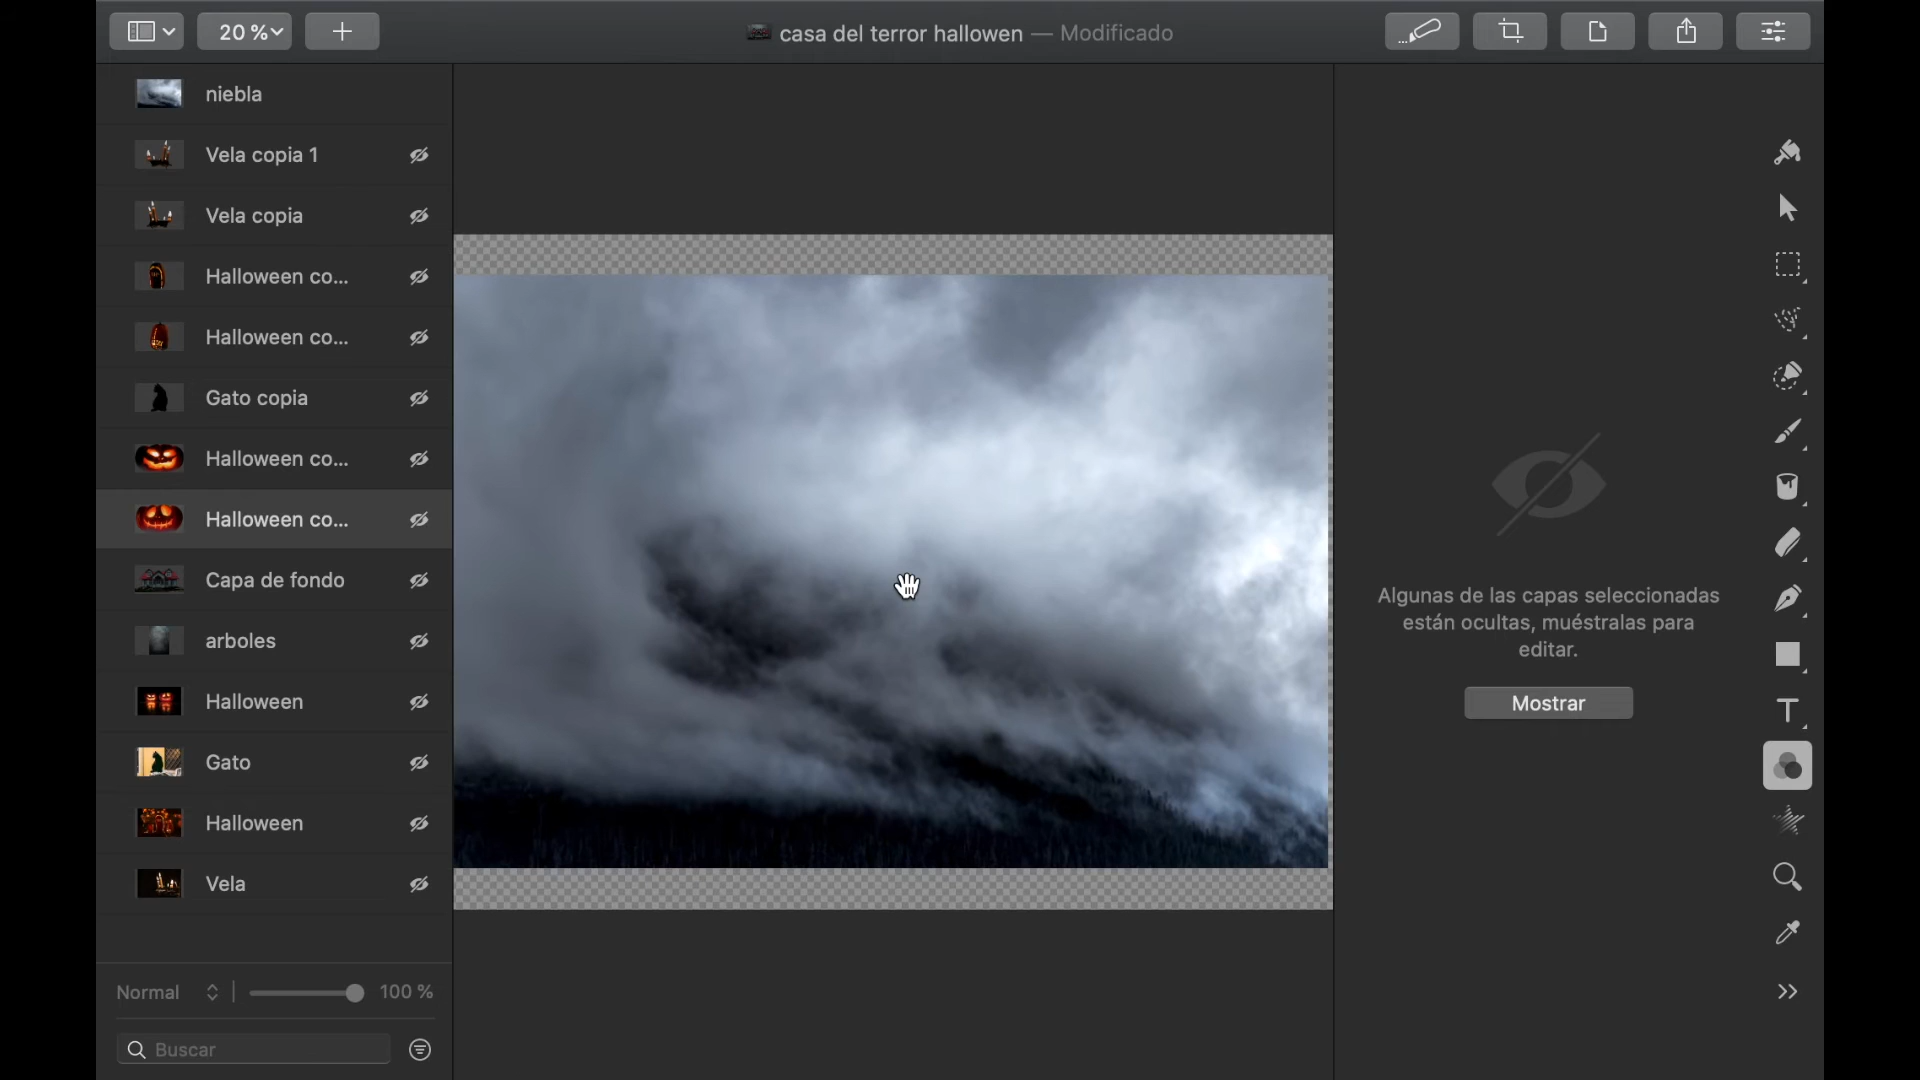 20 %
casa del terror hallowen — Modificado
niebla
Vela copia 1
Vela copia
Halloween co...
Halloween co...
Gato copia
Halloween co...
Halloween co...
Capa de fondo
arboles
Halloween
Gato
Halloween
Vela
Normal
100 %
Buscar
Algunas de las capas seleccionadas
están ocultas, muéstralas para
editar.
Mostrar